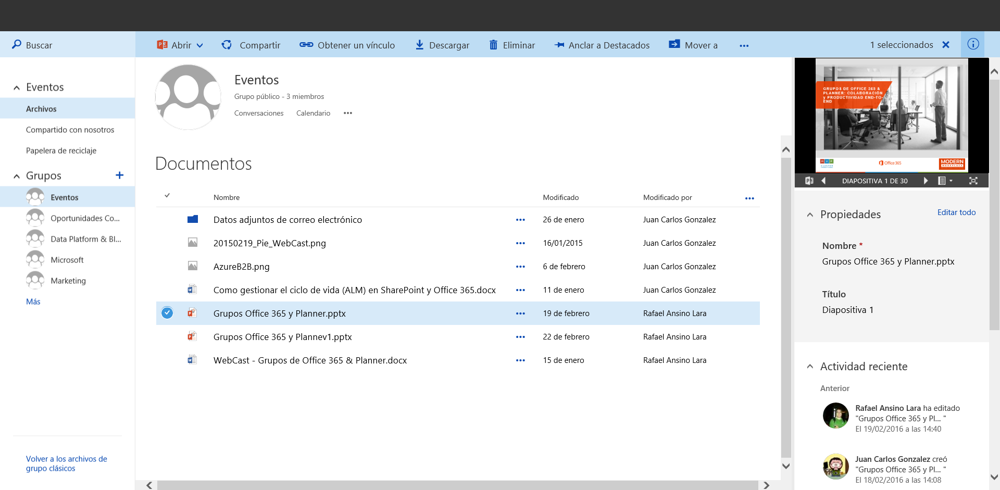 Buscar
Abrir
Compartir
Obtener un vínculo
Descargar
Eliminar
Anclar a Destacados
Mover a
1 seleccionados
Eventos
Archivos
Compartido con nosotros
Papelera de reciclaje
Grupos
Eventos
Oportunidades Co...
Data Platform & BI...
Microsoft
Marketing
Más
Volver a los archivos de
grupo clásicos
Eventos
Grupo público - 3 miembros
Conversaciones
Calendario
Documentos
Nombre
Modificado
Modificado por
Datos adjuntos de correo electrónico
26 de enero
Juan Carlos Gonzalez
20150219_Pie_WebCast.png
16/01/2015
Juan Carlos Gonzalez
AzureB2B.png
6 de febrero
Juan Carlos Gonzalez
Como gestionar el ciclo de vida (ALM) en SharePoint y Office 365.docx
11 de enero
Juan Carlos Gonzalez
Grupos Office 365 y Planner.pptx
19 de febrero
Rafael Ansino Lara
Grupos Office 365 y Plannev1.pptx
22 de febrero
Rafael Ansino Lara
WebCast - Grupos de Office 365 & Planner.docx
15 de enero
Rafael Ansino Lara
GRUPOS DE OFFICE 365 &
PLANNER: COLABORACIÓN
y PRODUCTIVIDAD END-TO-
END
MVP
CLUSTER
Office 365
MODERN
WORKPLACE
DIAPOSITIVA 1 DE 30
Propiedades
Editar todo
Nombre *
Grupos Office 365 y Planner.pptx
Título
Diapositiva 1
Actividad reciente
Anterior
Rafael Ansino Lara ha editado
"Grupos Office 365 y Pl... "
El 19/02/2016 a las 14:40
Juan Carlos Gonzalez creó
"Grupos Office 365 y Pl... "
El 18/02/2016 a las 14:08